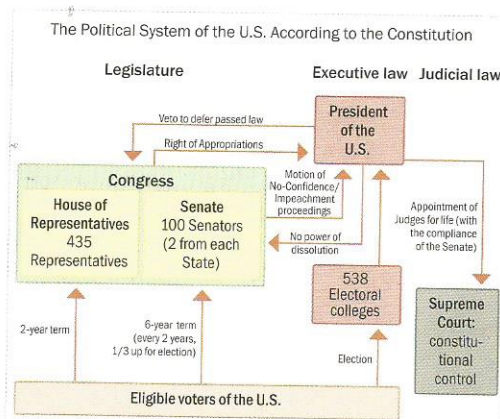 The Political System of the U.S. According to the Constitution
Legislature
Executive law
Judicial law
Veto to defer passed law
President
of the
U.S.
Right of Appropriations
Congress
House of
Representatives
435
Representatives
Senate
100 Senators
(2 from each
State)
Motion of
No-Confidence/
Impeachment
proceedings
No power of
dissolution
Appointment of
Judges for life (with
the compliance
of the Senate)
538
Electoral
colleges
Supreme
Court:
constitu-
tional
control
2-year term
6-year term
(every 2 years,
1/3 up for election)
Election
Eligible voters of the U.S.